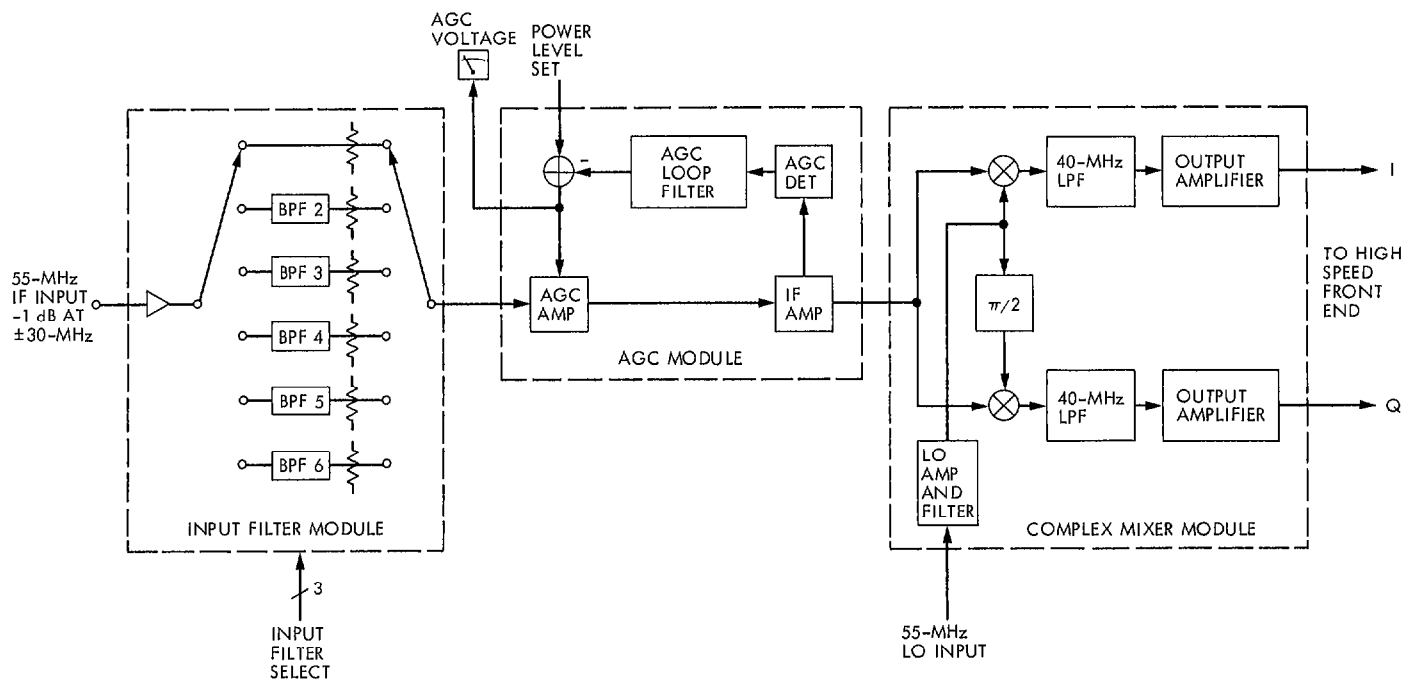 AGC
VOLTAGE
POWER
LEVEL
SET
55-MHz
IF INPUT
-1 dB AT
±30-MHz
BPF 2
BPF 3
BPF 4
BPF 5
BPF 6
INPUT FILTER MODULE
3
INPUT
FILTER
SELECT
-
AGC
LOOP
FILTER
AGC
DET
AGC
AMP
IF
AMP
AGC MODULE
40-MHz
LPF
OUTPUT
AMPLIFIER
I
π/2
TO HIGH
SPEED
FRONT
END
40-MHz
LPF
OUTPUT
AMPLIFIER
Q
LO
AMP
AND
FILTER
COMPLEX MIXER MODULE
55-MHz
LO INPUT